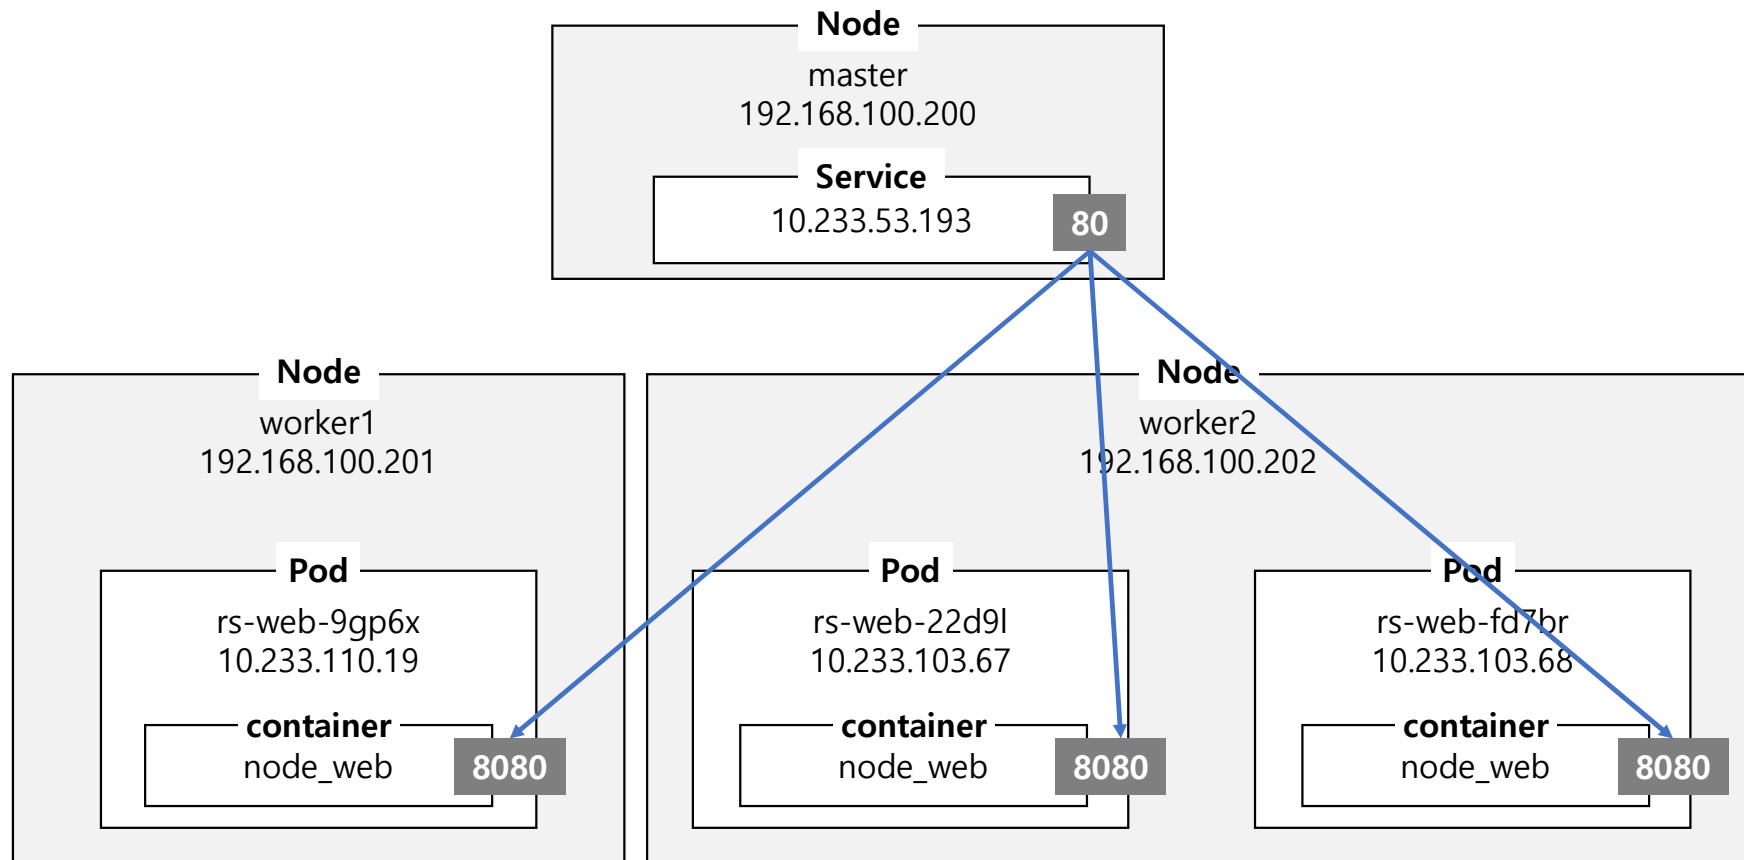 Node
master
192.168.100.200
Service
10.233.53.193
80
Node
worker1
192.168.100.201
Node
worker2
192.168.100.202
Pod
rs-web-9gp6x
10.233.110.19
container
node_web
8080
Pod
rs-web-22d9l
10.233.103.67
container
node_web
8080
Pod
rs-web-fd7br
10.233.103.68
container
node_web
8080